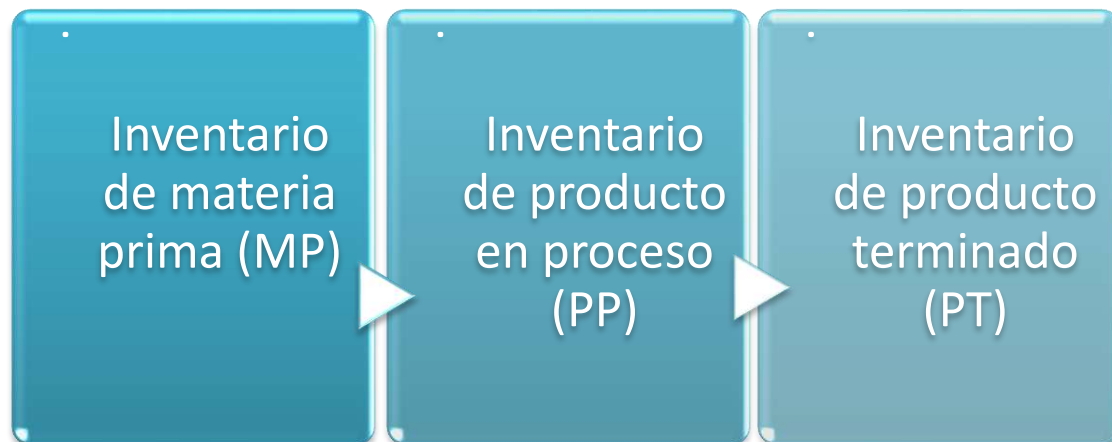 Inventario
de materia
prima (MP)
Inventario
de producto
en proceso
(PP)
Inventario
de producto
terminado
(PT)